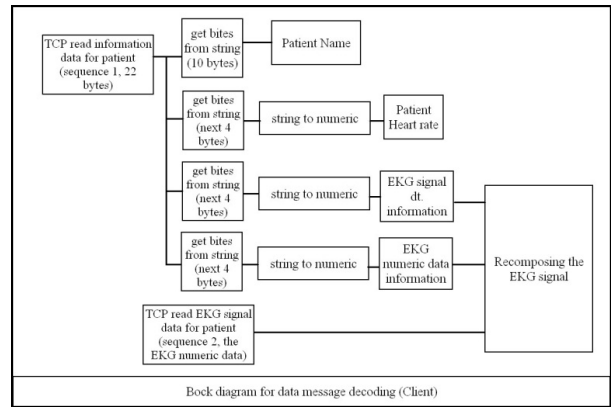 TCP read information
data for patient
(sequence 1, 22
bytes)
get bites
from string
(10 bytes)
Patient Name
get bites
from string
(next 4
bytes)
string to numeric
Patient
Heart rate
get bites
from string
(next 4
bytes)
string to numeric
EKG signal
dt.
information
get bites
from string
(next 4
bytes)
string to numeric
EKG
numeric data
information
Recomposing the
EKG signal
TCP read EKG signal
data for patient
(sequence 2, the
EKG numeric data)
Bock diagram for data message decoding (Client)